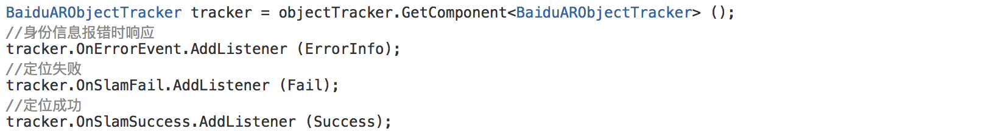 BaiduARObjectTracker tracker = objectTracker.GetComponent<BaiduARObjectTracker> ();
//身份信息报错时响应
tracker.OnErrorEvent.AddListener (ErrorInfo);
//定位失败
tracker.OnSlamFail.AddListener (Fail);
//定位成功
tracker.OnSlamSuccess.AddListener (Success);